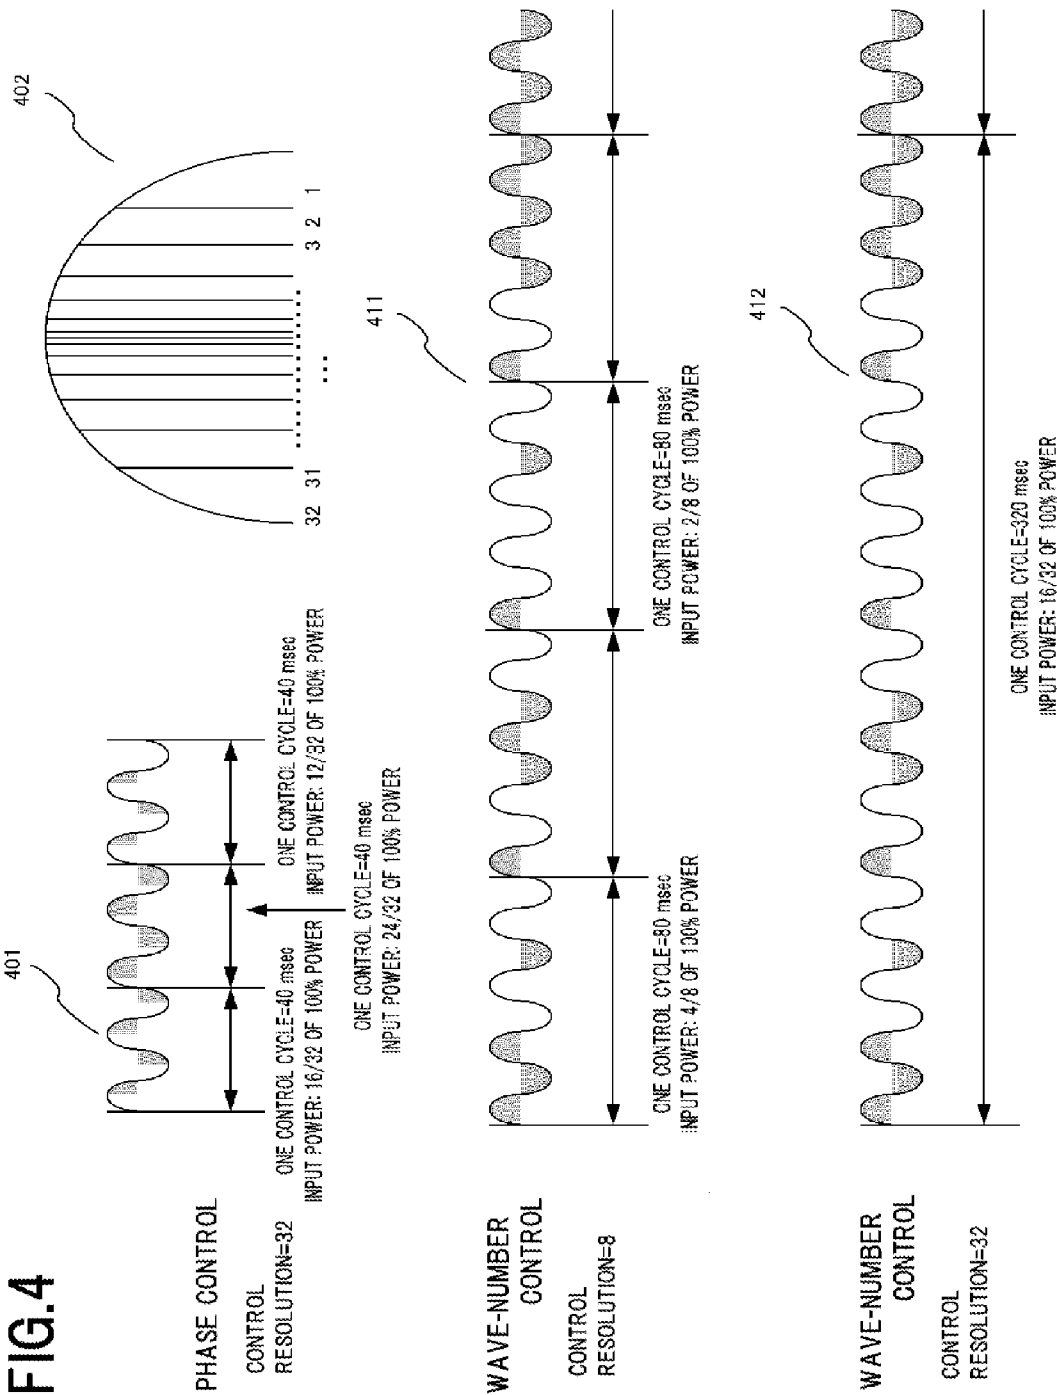 FIG.4
PHASE CONTROL
CONTROL
RESOLUTION=32
401
ONE CONTROL CYCLE=40 msec
INPUT POWER: 16/32 OF 100% POWER
ONE CONTROL CYCLE=40 msec
INPUT POWER: 24/32 OF 100% POWER
ONE CONTROL CYCLE=40 msec
INPUT POWER: 12/32 OF 100% POWER
402
32 31 ... 3 2 1
WAVE-NUMBER
CONTROL
CONTROL
RESOLUTION=8
411
ONE CONTROL CYCLE=80 msec
INPUT POWER: 4/8 OF 100% POWER
ONE CONTROL CYCLE=80 msec
INPUT POWER: 2/8 OF 100% POWER
WAVE-NUMBER
CONTROL
CONTROL
RESOLUTION=32
412
ONE CONTROL CYCLE=320 msec
INPUT POWER: 16/32 OF 100% POWER